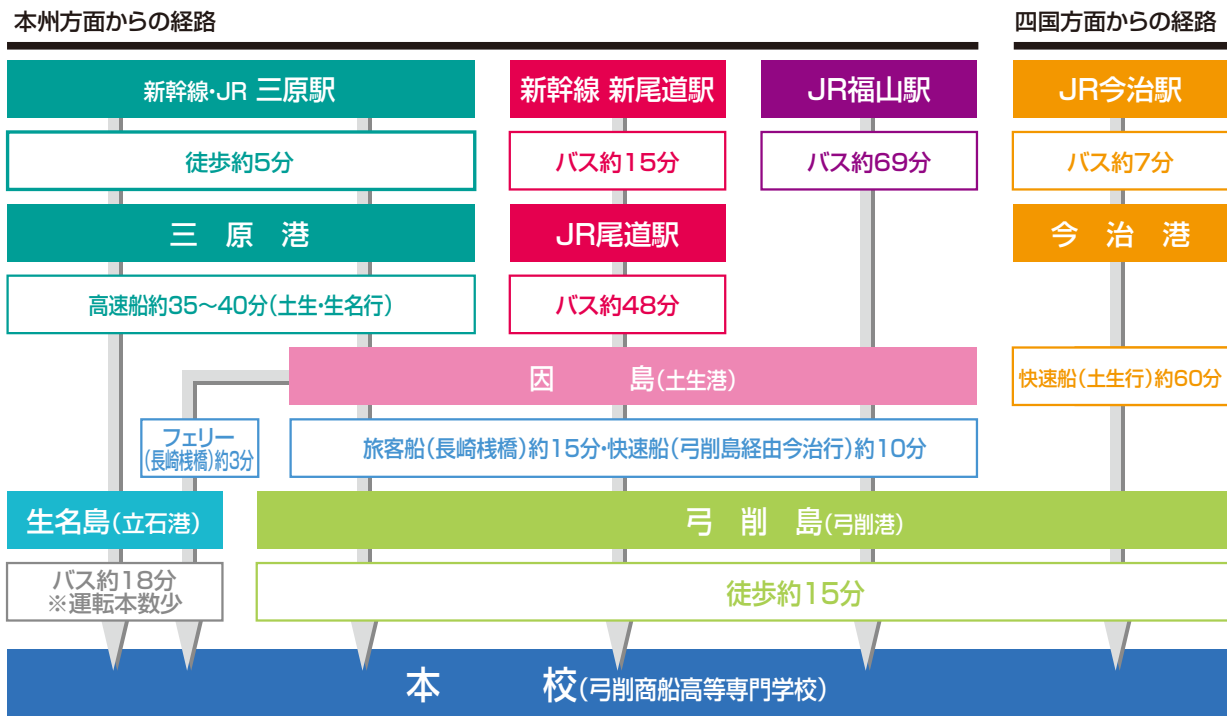 本州方面からの経路
四国方面からの経路
新幹線・JR 三原駅
新幹線 新尾道駅
JR福山駅
JR今治駅
徒歩約5分
バス約15分
バス約69分
バス約7分
三原港
JR尾道駅
今治港
高速船約35〜40分(土生・生名行)
バス約48分
因島(土生港)
快速船(土生行)約60分
フェリー
(長崎桟橋)約3分
旅客船(長崎桟橋)約15分・快速船(弓削島経由今治行)約10分
生名島(立石港)
弓削島(弓削港)
バス約18分
※運転本数少
徒歩約15分
本校(弓削商船高等専門学校)